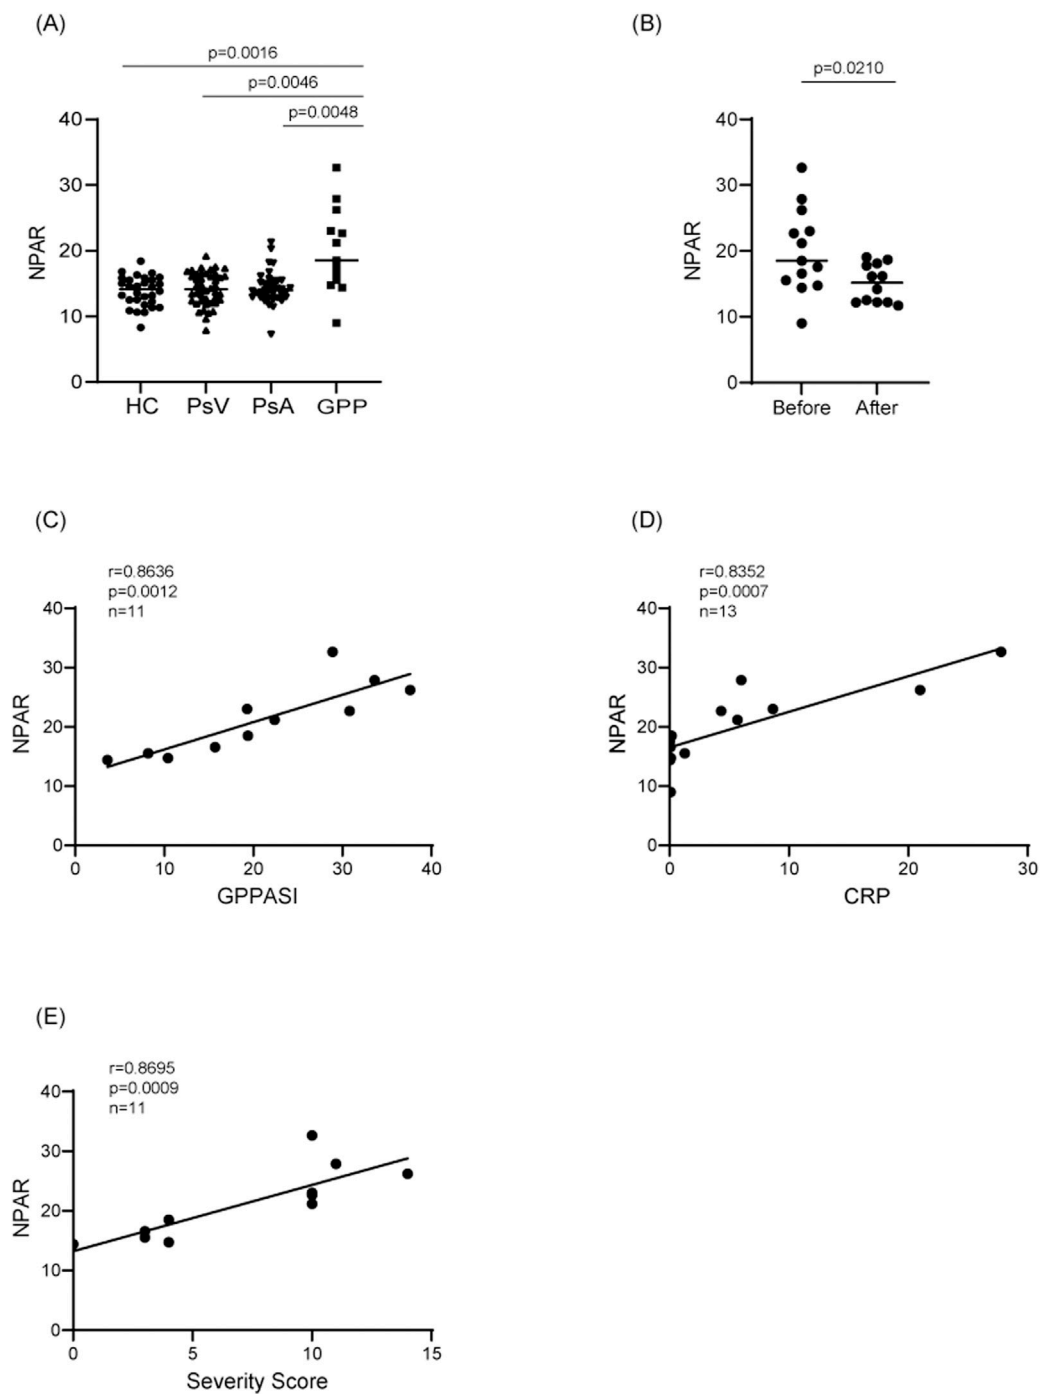 (A)
p=0.0016
p=0.0046
p=0.0048
40
30
20
10
0
NPAR
HC PsV PsA GPP
(B)
p=0.0210
40
30
20
10
0
NPAR
Before After
(C)
r=0.8636
p=0.0012
n=11
40
30
20
10
0
NPAR
0 10 20 30 40
GPPASI
(D)
r=0.8352
p=0.0007
n=13
40
30
20
10
0
NPAR
0 10 20 30
CRP
(E)
r=0.8695
p=0.0009
n=11
40
30
20
10
0
NPAR
0 5 10 15
Severity Score